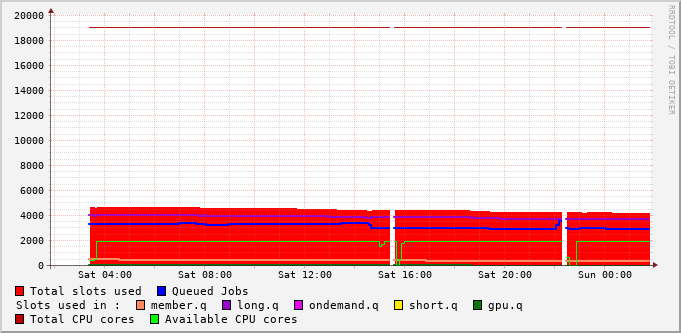 20000
18000
16000
14000
12000
10000
8000
6000
4000
2000
0
Sat 04:00 Sat 08:00 Sat 12:00 Sat 16:00 Sat 20:00 Sun 00:00
RRDTOOL / TOBI OETIKER
Total slots used Queued Jobs
Slots used in : member.q long.q ondemand.q short.q gpu.q
Total CPU cores Available CPU cores